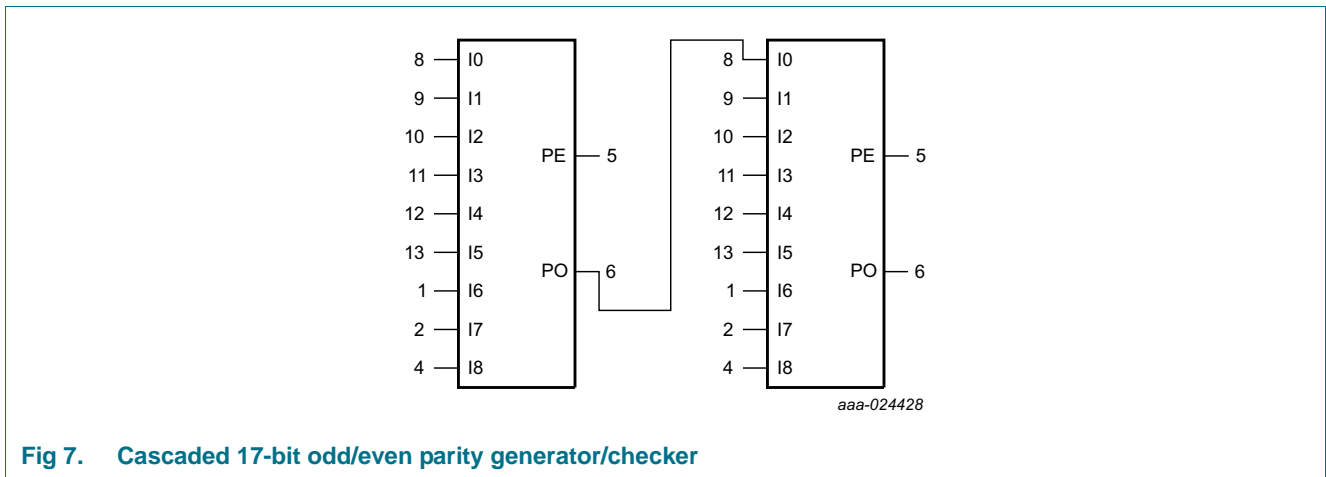 8 I0 8 I0
9 I1 9 I1
10 I2 10 I2
PE 5 PE 5
11 I3 11 I3
12 I4 12 I4
13 I5 13 I5
PO 6 PO 6
1 I6 1 I6
2 I7 2 I7
4 I8 4 I8
aaa-024428
Fig 7. Cascaded 17-bit odd/even parity generator/checker